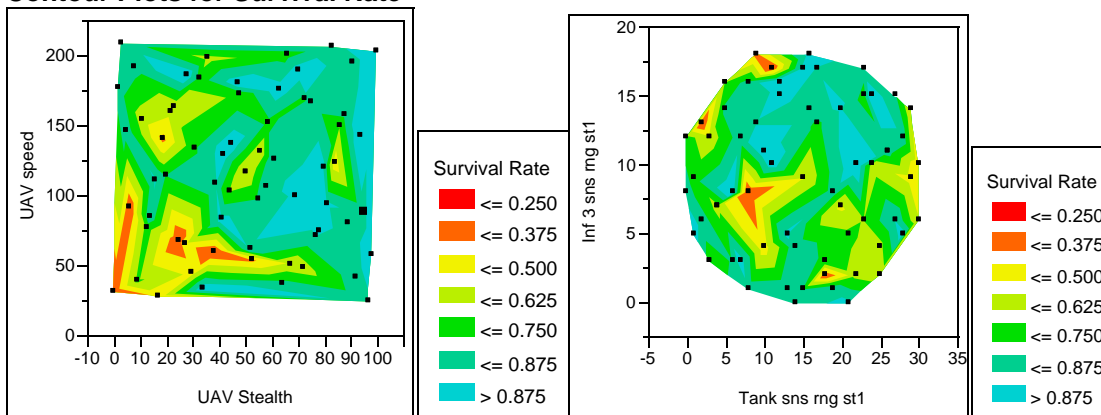 Contour Plots for Survival Rate
UAV speed
200
150
100
50
0
-10 0 10 20 30 40 50 60 70 80 90 100
UAV Stealth
Survival Rate
<= 0.250
<= 0.375
<= 0.500
<= 0.625
<= 0.750
<= 0.875
> 0.875
Inf 3 sns rng st1
20
15
10
5
0
-5 0 5 10 15 20 25 30 35
Tank sns rng st1
Survival Rate
<= 0.250
<= 0.375
<= 0.500
<= 0.625
<= 0.750
<= 0.875
> 0.875